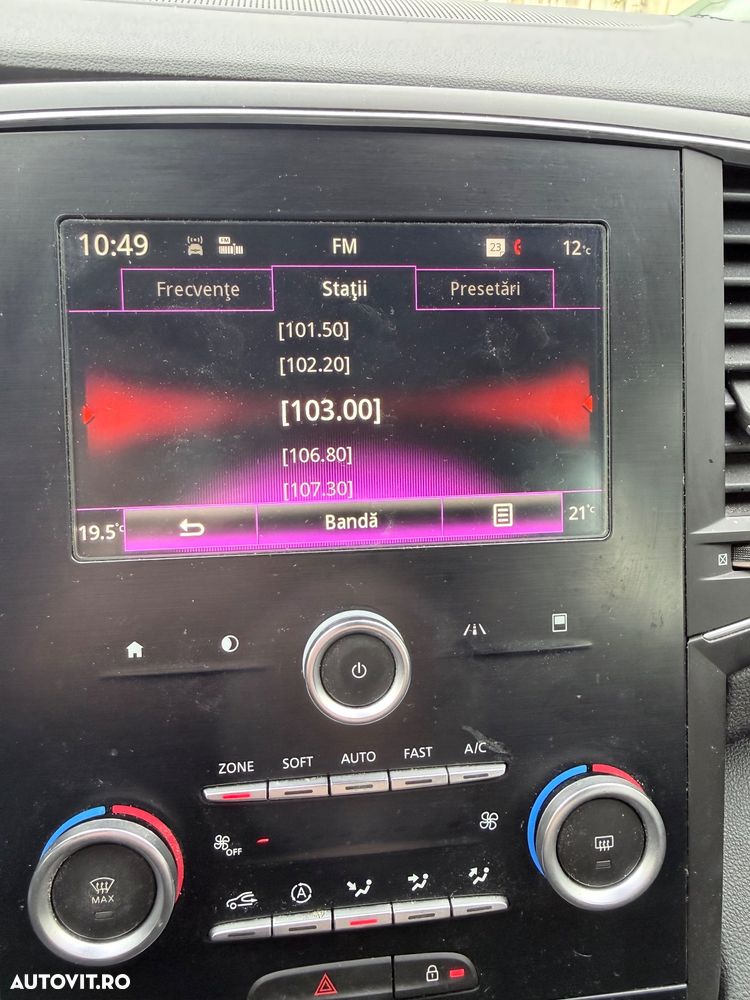 10:49 FM 23 12°C
Frecvenţe Staţii Presetări
[101.50]
[102.20]
[103.00]
[106.80]
[107.30]
19.5°C Bandă 21°C
ZONE SOFT AUTO FAST A/C
OFF
MAX
A
AUTOVIT.RO